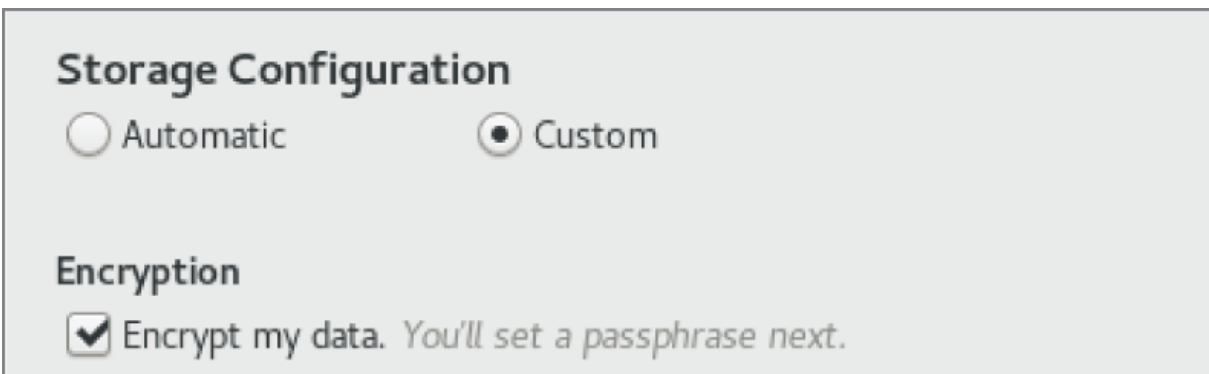 Storage Configuration
Automatic Custom
Encryption
Encrypt my data. You'll set a passphrase next.